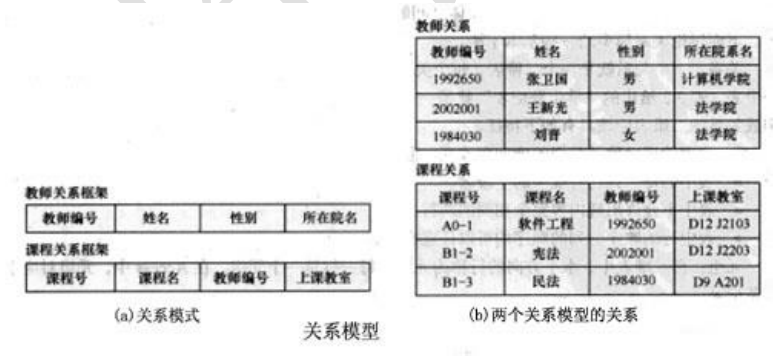 教师关系框架
教师编号 姓名 性别 所在院名
课程关系框架
课程号 课程名 教师编号 上课教室
(a)关系模式
教师关系
教师编号 姓名 性别 所在院系名
1992650 张卫国 男 计算机学院
2002001 王新光 男 法学院
1984030 刘晋 女 法学院
课程关系
课程号 课程名 教师编号 上课教室
A0-1 软件工程 1992650 D12 J2103
B1-2 宪法 2002001 D12 J2203
B1-3 民法 1984030 D9 A201
(b)两个关系模型的关系
关系模型